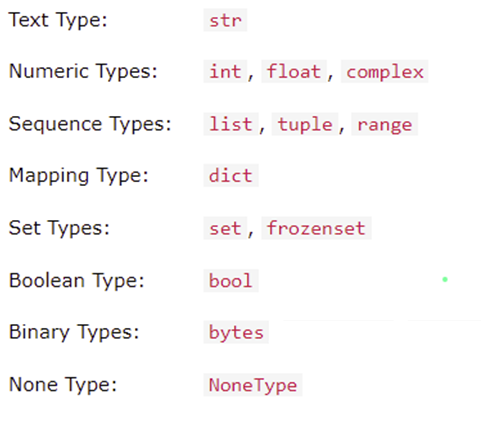 Text Type: str
Numeric Types: int, float, complex
Sequence Types: list, tuple, range
Mapping Type: dict
Set Types: set, frozenset
Boolean Type: bool
Binary Types: bytes
None Type: NoneType